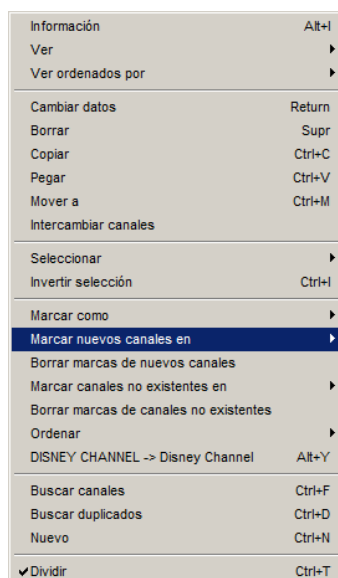 Información Alt+I
Ver
Ver ordenados por
Cambiar datos Return
Borrar Supr
Copiar Ctrl+C
Pegar Ctrl+V
Mover a Ctrl+M
Intercambiar canales
Seleccionar
Invertir selección Ctrl+I
Marcar como
Marcar nuevos canales en
Borrar marcas de nuevos canales
Marcar canales no existentes en
Borrar marcas de canales no existentes
Ordenar
DISNEY CHANNEL -> Disney Channel Alt+Y
Buscar canales Ctrl+F
Buscar duplicados Ctrl+D
Nuevo Ctrl+N
Dividir Ctrl+T